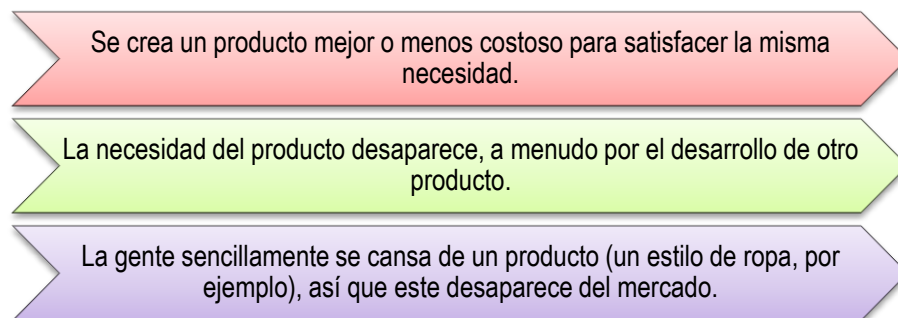 Se crea un producto mejor o menos costoso para satisfacer la misma
necesidad.
La necesidad del producto desaparece, a menudo por el desarrollo de otro
producto.
La gente sencillamente se cansa de un producto (un estilo de ropa, por
ejemplo), así que este desaparece del mercado.